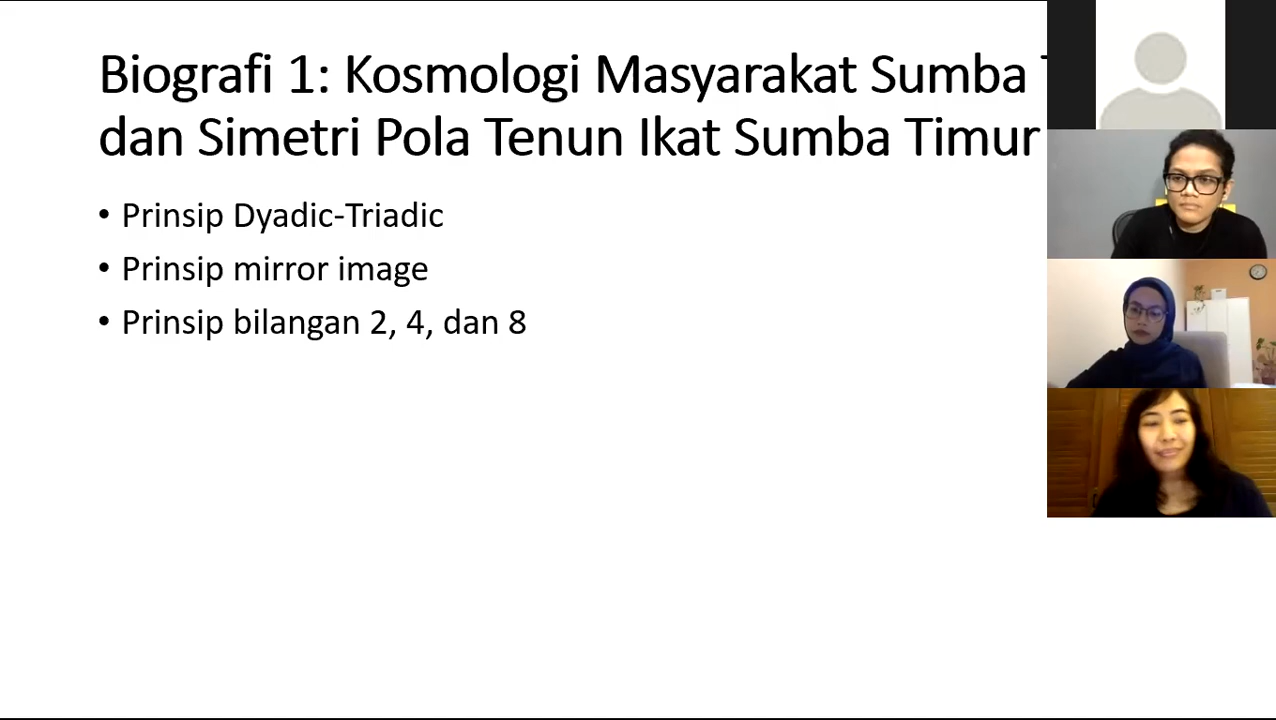 Biografi 1: Kosmologi Masyarakat Sumba
dan Simetri Pola Tenun Ikat Sumba Timur
• Prinsip Dyadic-Triadic
• Prinsip mirror image
• Prinsip bilangan 2, 4, dan 8